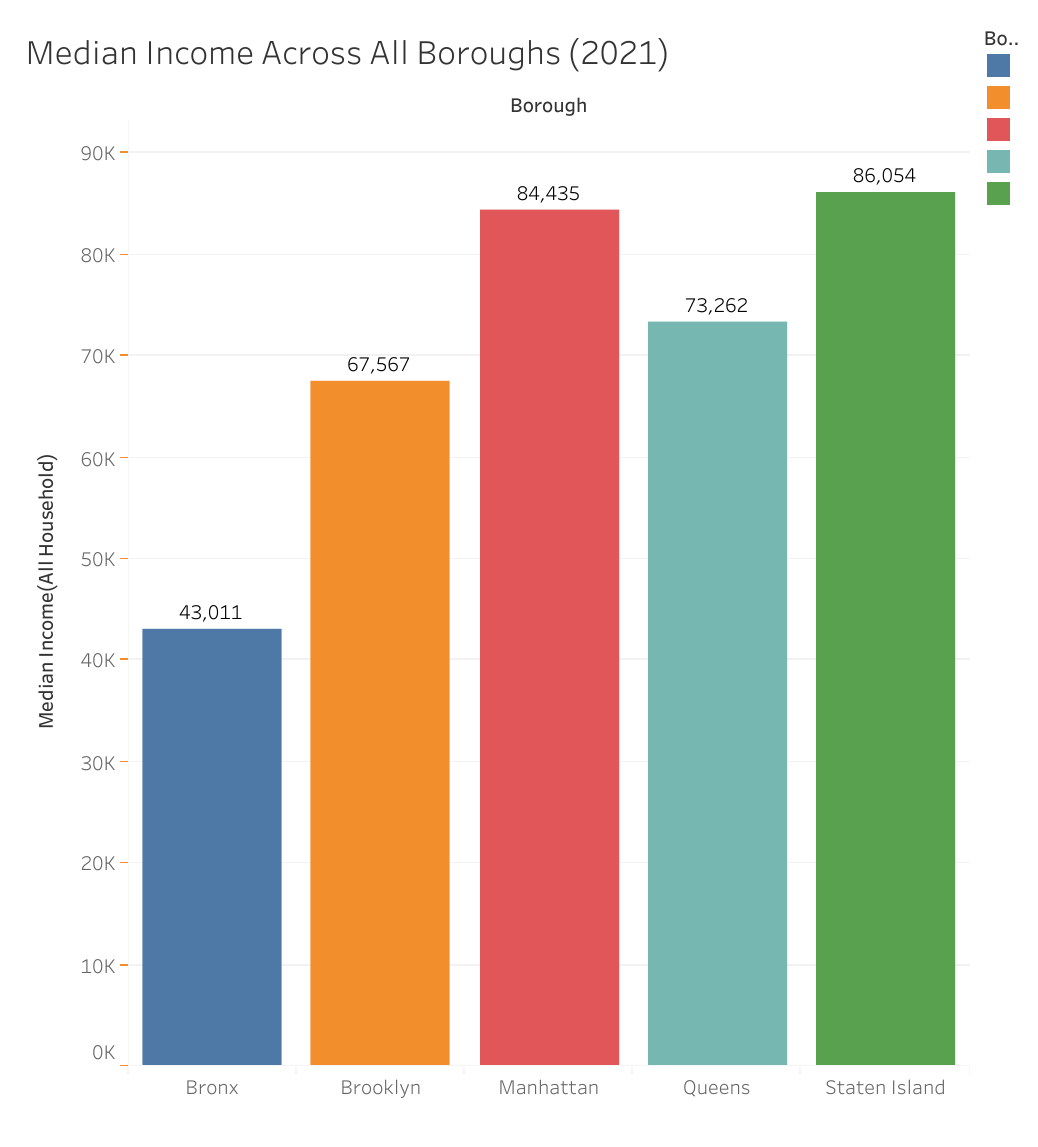 Median Income Across All Boroughs (2021)
Bo..
Borough
90K
80K
70K
60K
50K
40K
30K
20K
10K
0K
Median Income(All Household)
43,011
67,567
84,435
73,262
86,054
Bronx
Brooklyn
Manhattan
Queens
Staten Island